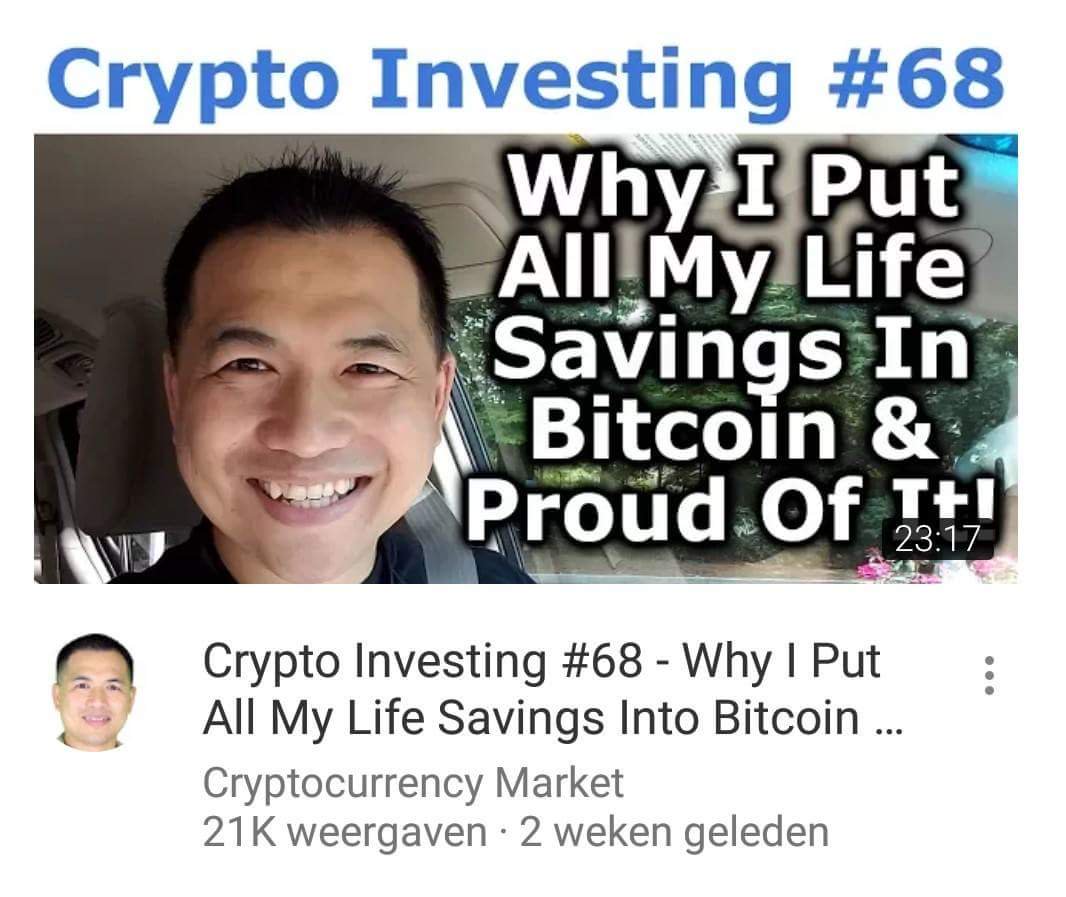 Crypto Investing #68
Why I Put
All My Life
Savings In
Bitcoin &
Proud Of It!
23:17
Crypto Investing #68 - Why I Put
All My Life Savings Into Bitcoin ...
Cryptocurrency Market
21K weergaven · 2 weken geleden